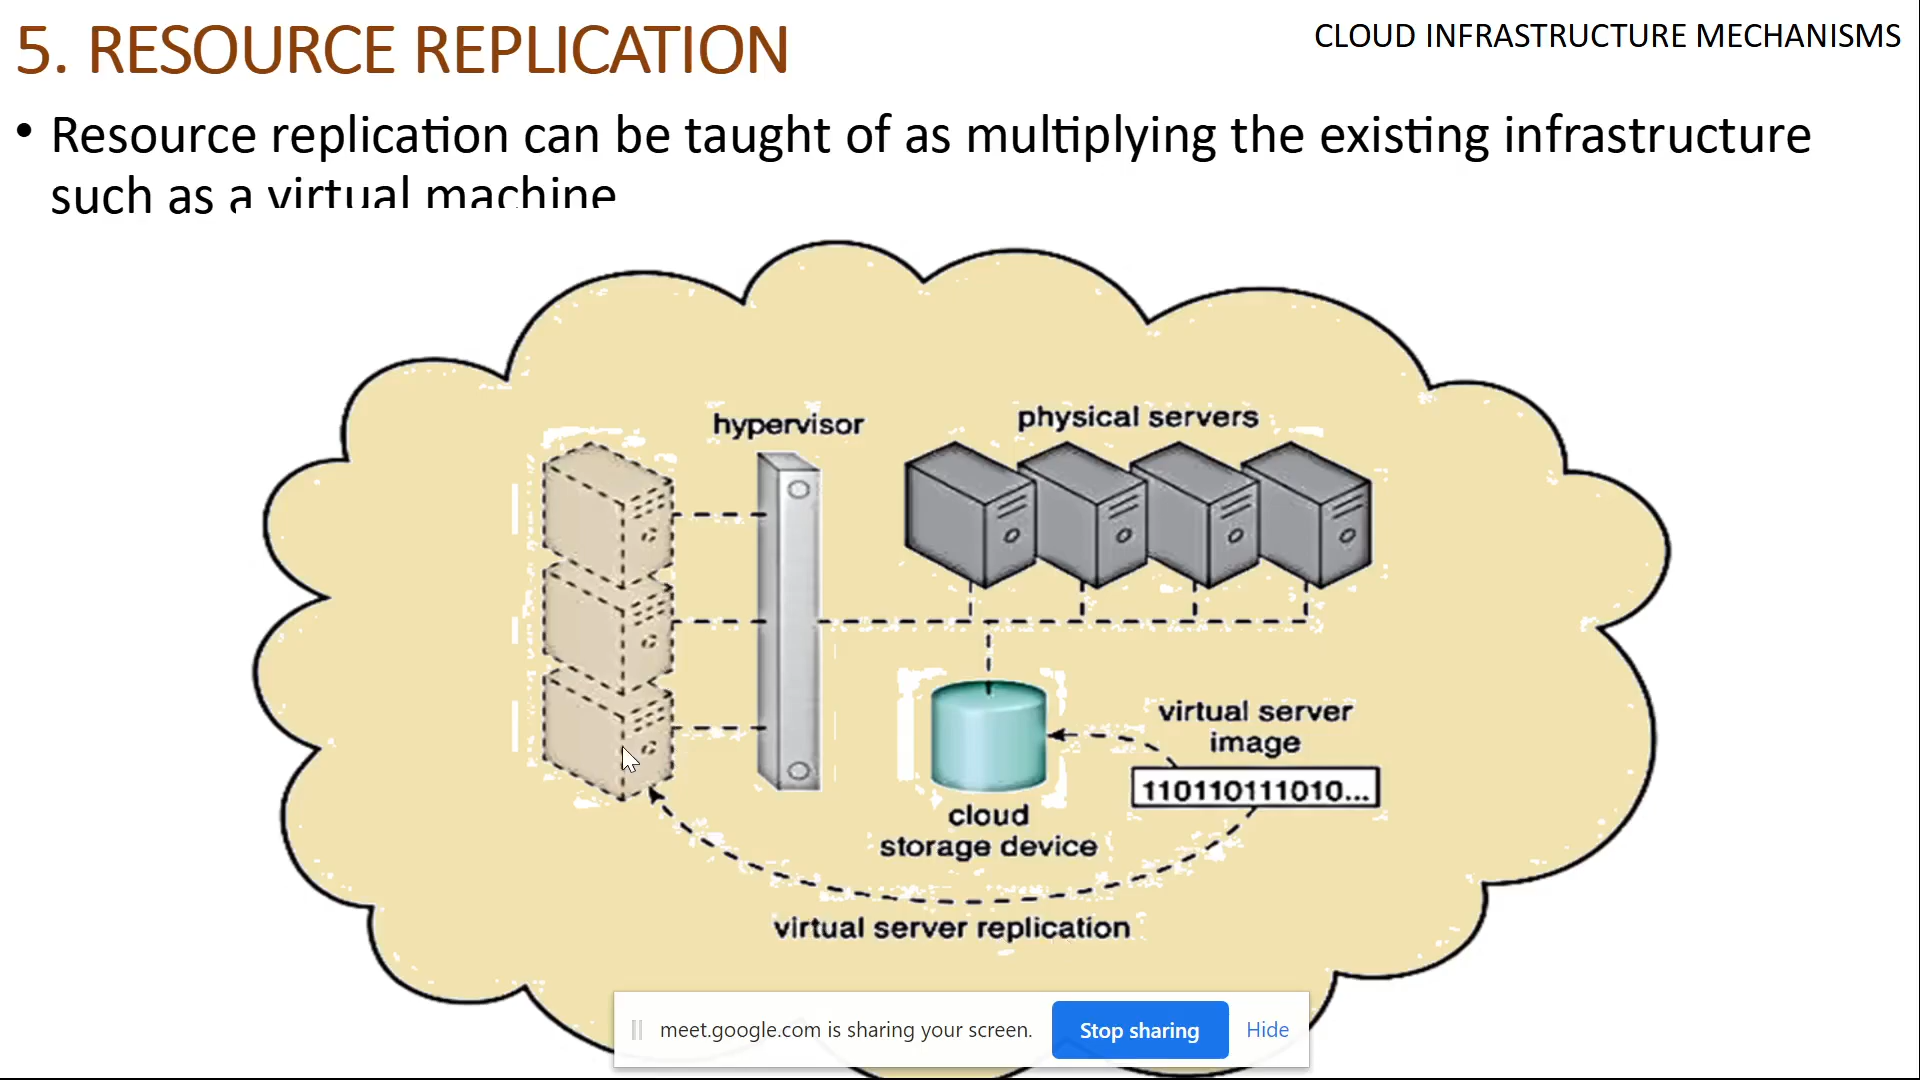 5. RESOURCE REPLICATION
CLOUD INFRASTRUCTURE MECHANISMS
• Resource replication can be taught of as multiplying the existing infrastructure
such as a virtual machine
hypervisor
physical servers
virtual server
image
110110111010...
cloud
storage device
virtual server replication
meet.google.com is sharing your screen.
Stop sharing
Hide